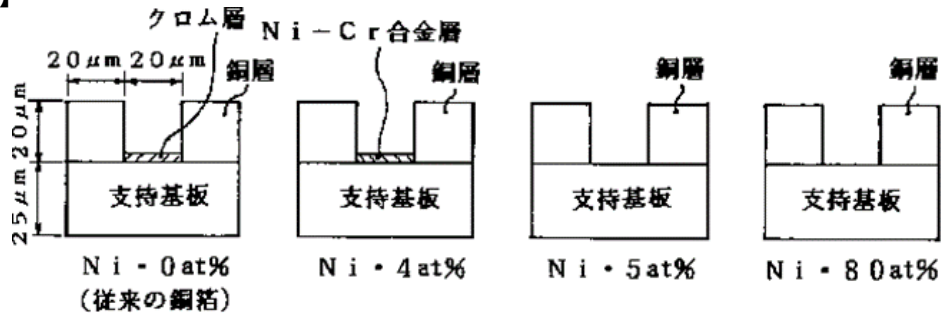 クロム層
Ni-Cr合金層
20μm 20μm 銅層 銅層 銅層 銅層
20μm
25μm
支持基板 支持基板 支持基板 支持基板
Ni・0at% Ni・4at% Ni・5at% Ni・80at%
(従来の銅箔)